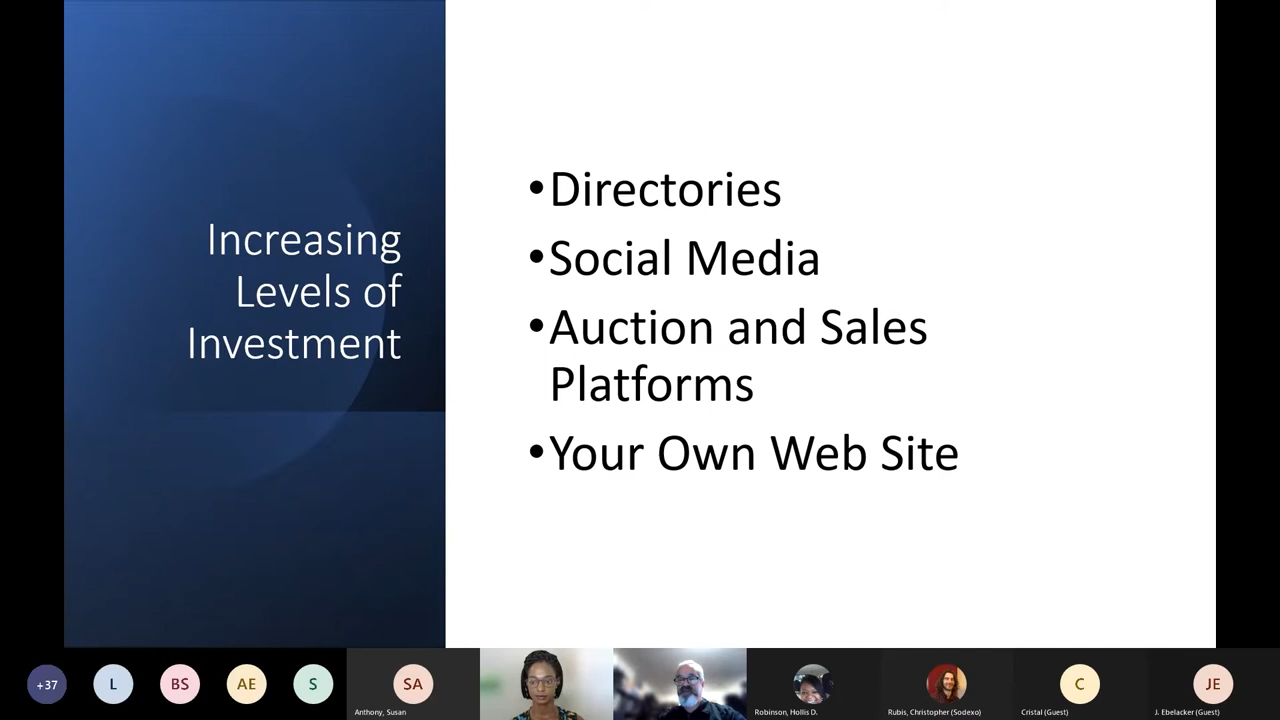 Increasing
Levels of
Investment
•Directories
•Social Media
•Auction and Sales
Platforms
•Your Own Web Site
+37
L
BS
AE
S
SA
Anthony, Susan
Robinson, Hollis D.
Rubis, Christopher (Sodexo)
C
Cristal (Guest)
JE
J. Ebelacker (Guest)